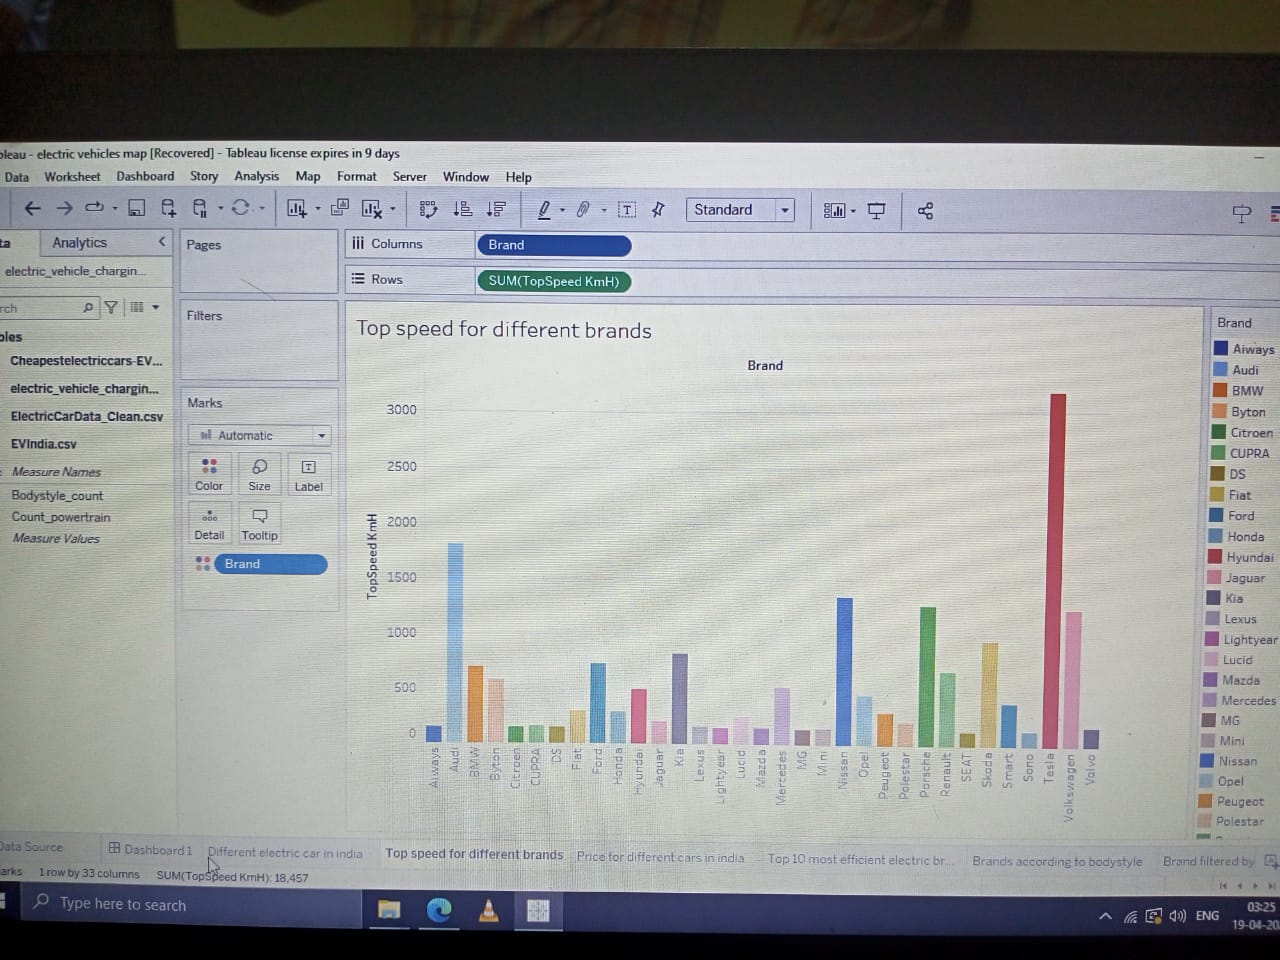 bleau - electric vehicles map [Recovered] - Tableau license expires in 9 days
Data Worksheet Dashboard Story Analysis Map Format Server Window Help
Standard
Analytics
Pages
Columns Brand
electric_vehicle_chargin...
Rows SUM(TopSpeed KmH)
rch
Filters
Top speed for different brands
Brand
Brand
bles
Cheapestelectriccars-EV...
electric_vehicle_chargin...
ElectricCarData_Clean.csv
EVIndia.csv
Measure Names
Bodystyle_count
Count_powertrain
Measure Values
Marks
Automatic
Color Size Label
Detail Tooltip
Brand
TopSpeed KmH
3000
2500
2000
1500
1000
500
0
Aiways Audi BMW Byton Citroen CUPRA DS Fiat Ford Honda Hyundai Jaguar Kia Lexus Lightyear Lucid Mazda Mercedes MG Mini Nissan Opel Peugeot Polestar Porsche Renault SEAT Skoda Smart Sono Tesla Volkswagen Volvo
Aiways
Audi
BMW
Byton
Citroen
CUPRA
DS
Fiat
Ford
Honda
Hyundai
Jaguar
Kia
Lexus
Lightyear
Lucid
Mazda
Mercedes
MG
Mini
Nissan
Opel
Peugeot
Polestar
Data Source Dashboard 1 Different electric car in india Top speed for different brands Price for different cars in india Top 10 most efficient electric br... Brands according to bodystyle Brand filtered by
arks 1 row by 33 columns SUM(TopSpeed KmH): 18,457
Type here to search
ENG
03:25
19-04-20